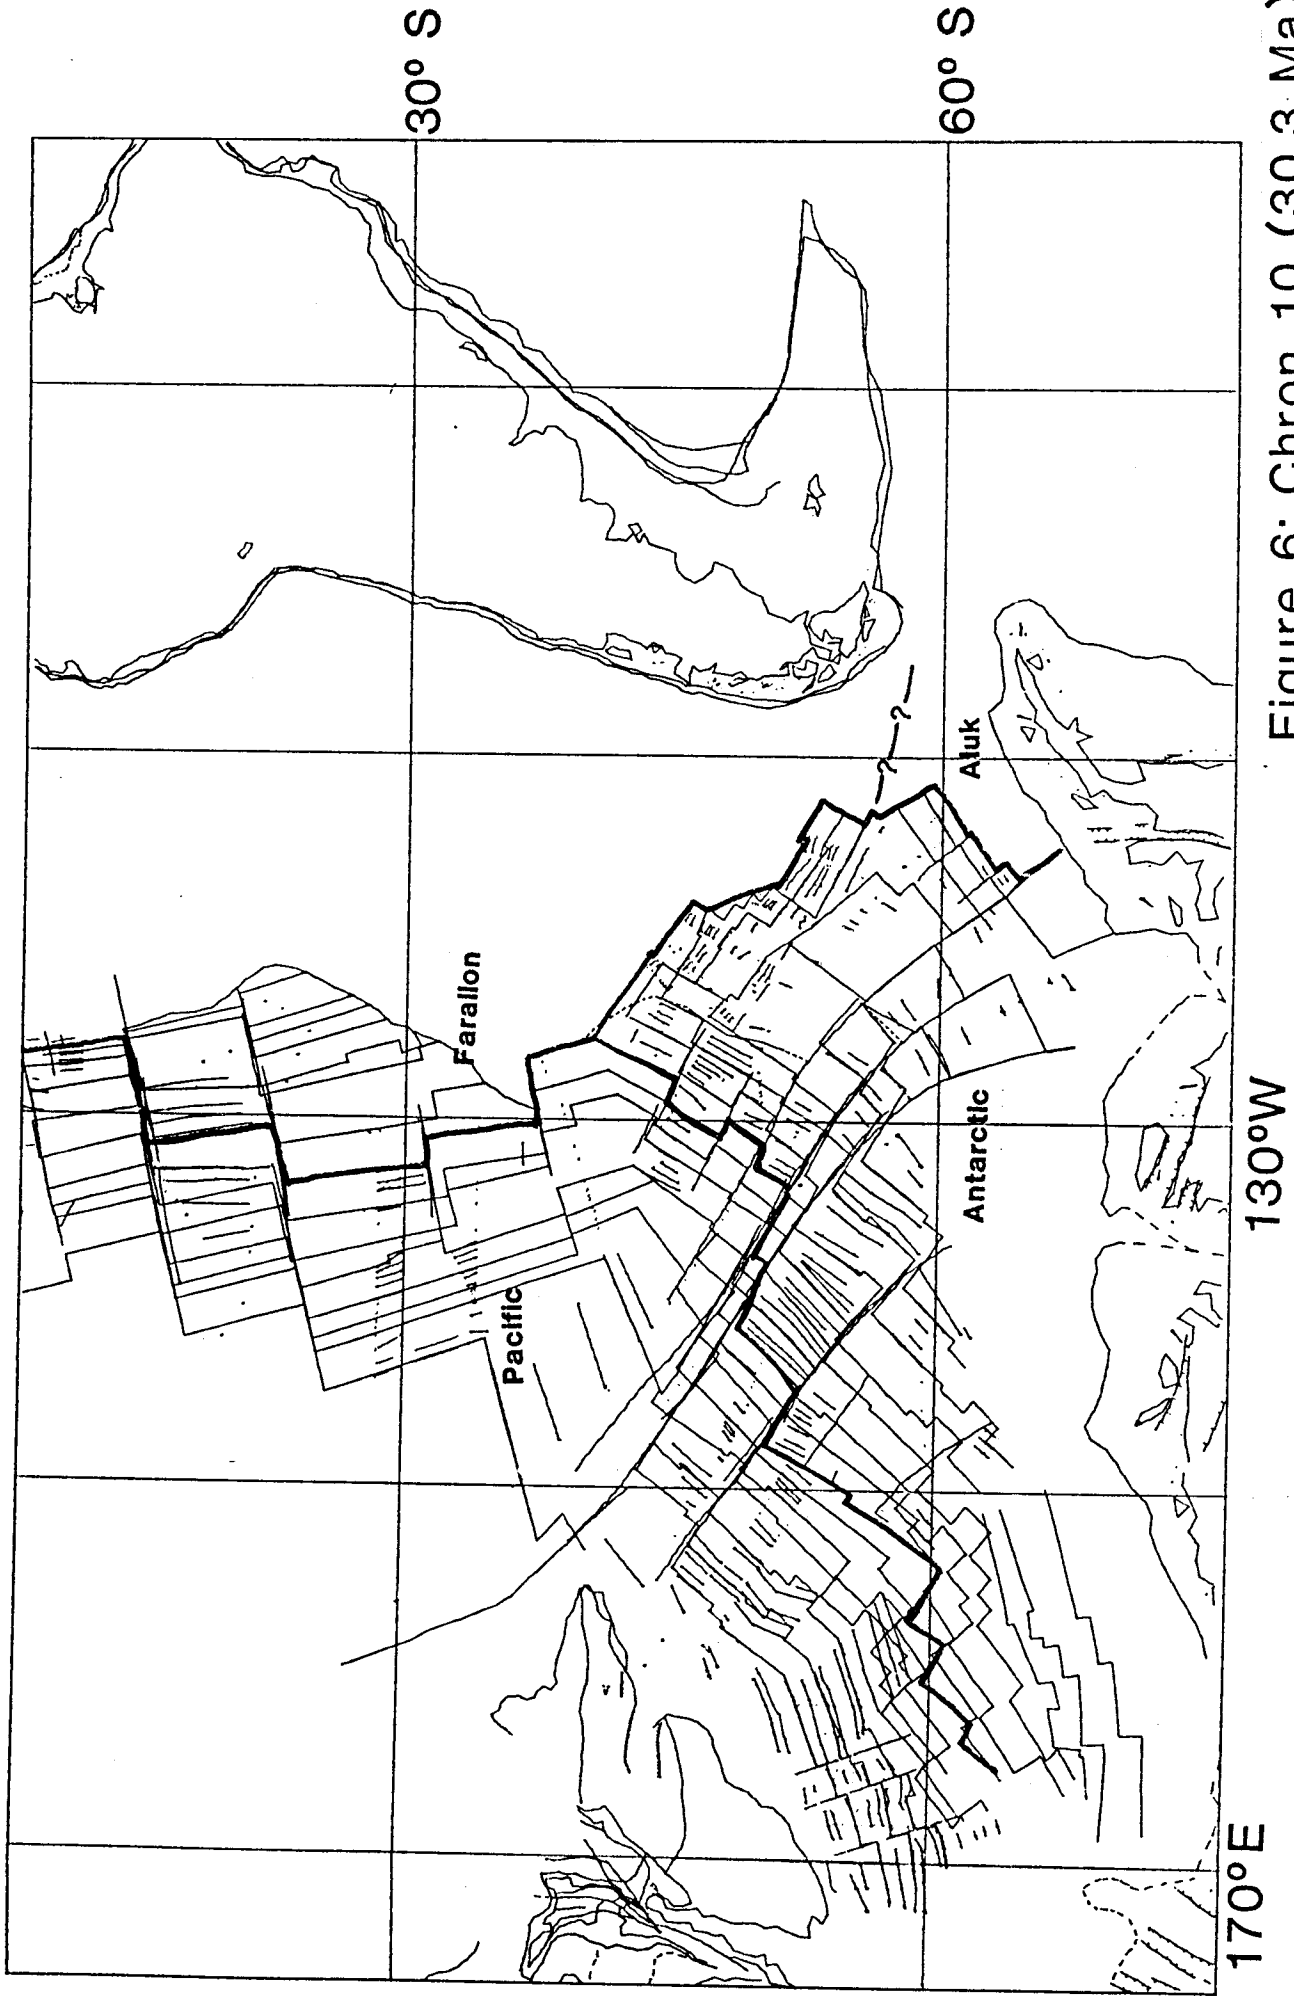 30° S
60° S
Farallon
Aluk
Pacific
Antarctic
?
?
130°W
170°E
Figure 6: Chron 10 (30.3 Ma)